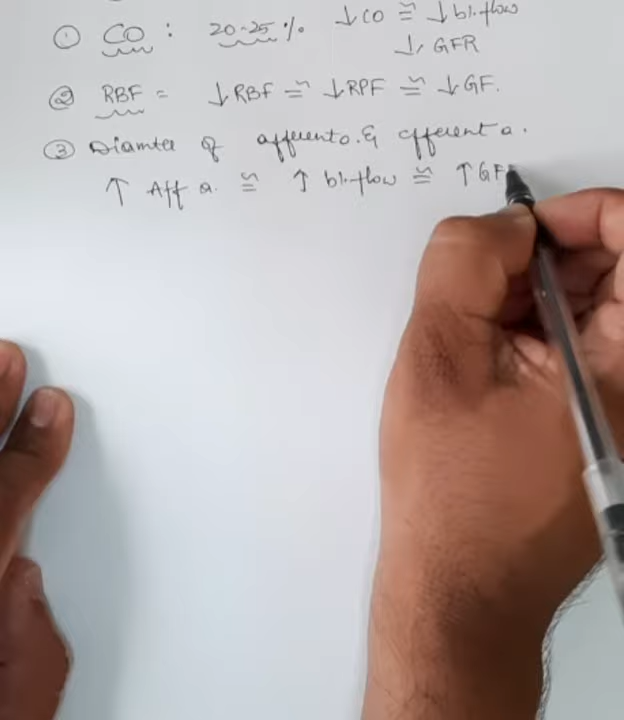 ① CO : 20-25 % ↓ CO ≅ ↓ bl. flow
↓ GFR
② RBF = ↓ RBF ≅ ↓ RPF ≅ ↓ GF.
③ Diamter of afferent a. & efferent a.
↑ Aff a. ≅ ↑ bl. flow ≅ ↑ GF